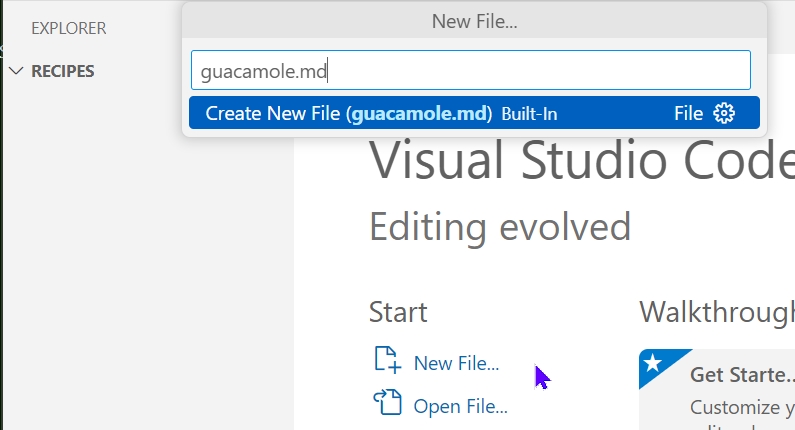 New File...
EXPLORER
RECIPES
guacamole.md
Create New File (guacamole.md) Built-In File
Visual Studio Code
Editing evolved
Start
New File...
Open File...
Walkthrough
Get Starte..
Customize y